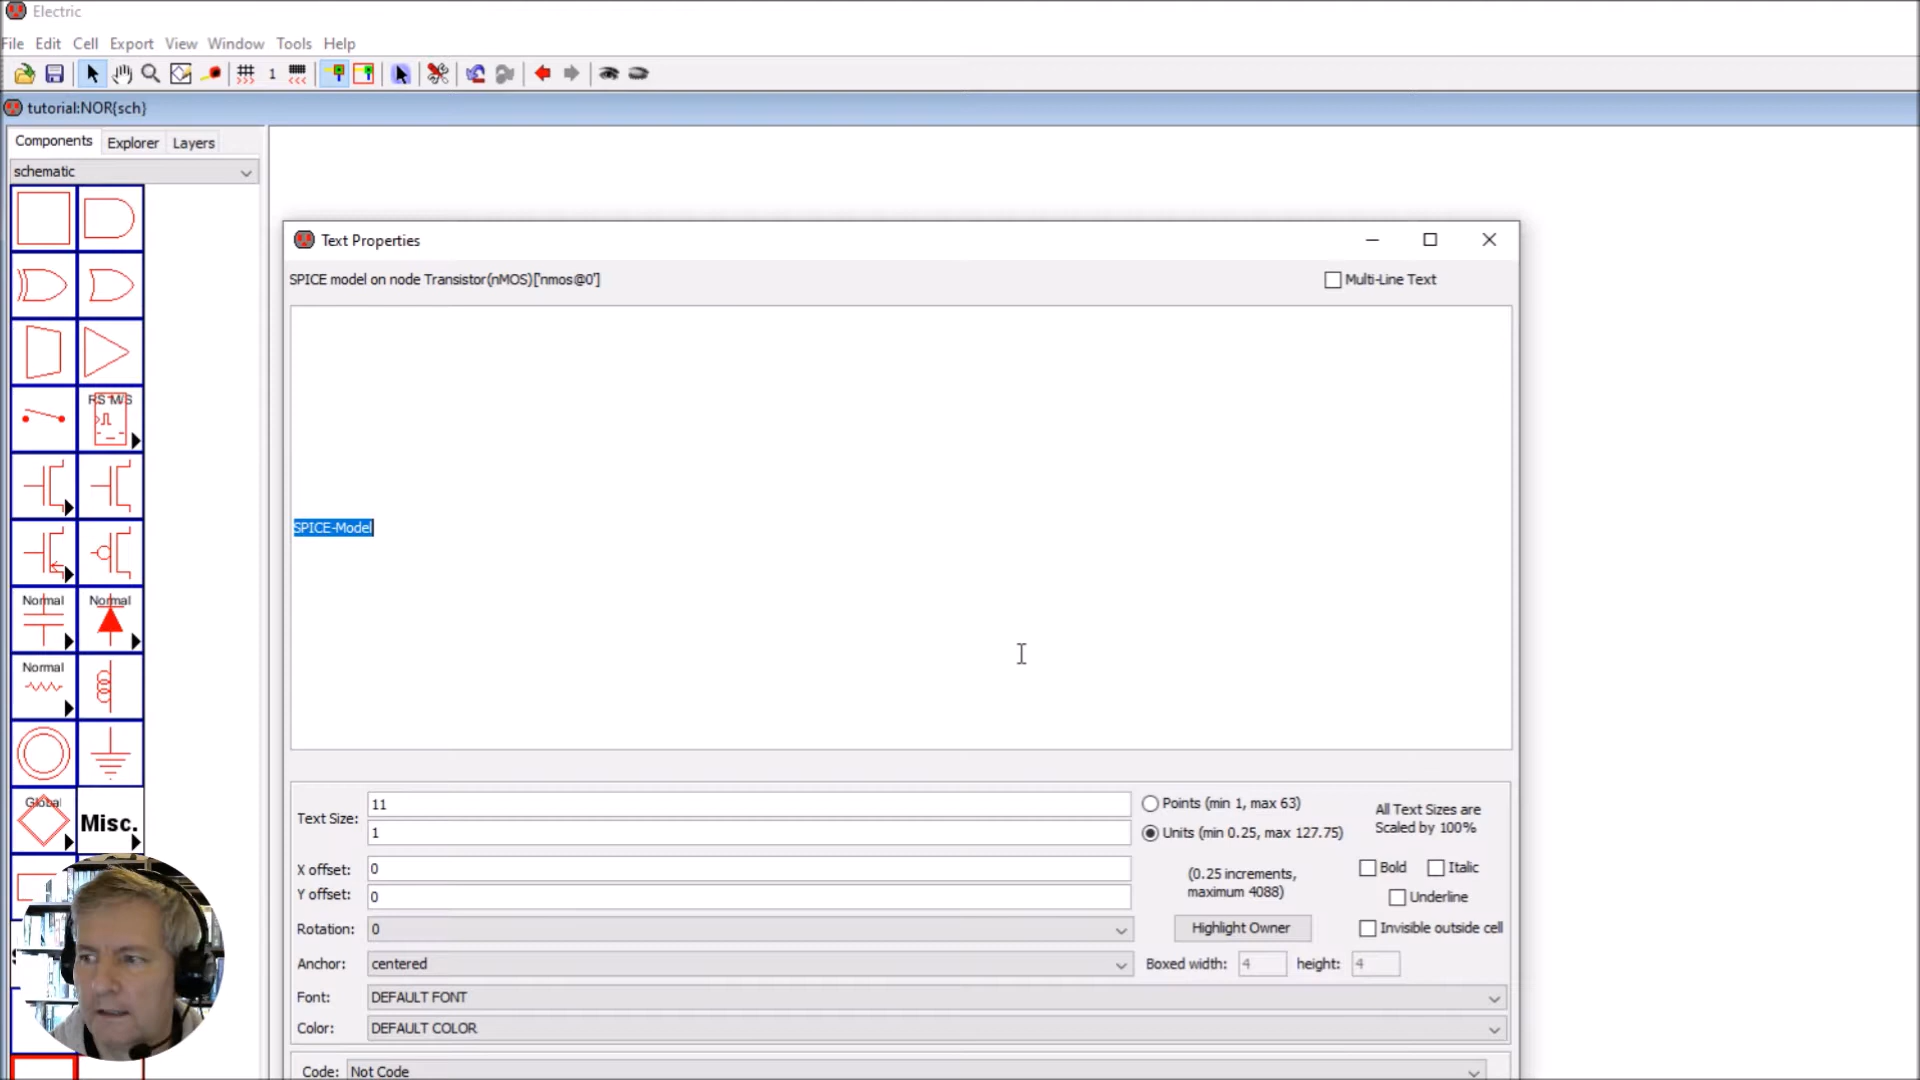 Electric
File Edit Cell Export View Window Tools Help
1
tutorial:NOR{sch}
Components Explorer Layers
schematic
RS M/S
Normal Normal
Normal
Global
Misc.
Text Properties
SPICE model on node Transistor(nMOS)['nmos@0']
Multi-Line Text
SPICE-Model
Text Size:
11
1
Points (min 1, max 63)
Units (min 0.25, max 127.75)
All Text Sizes are
Scaled by 100%
X offset: 0
Y offset: 0
(0.25 increments,
maximum 4088)
Bold Italic
Underline
Rotation: 0
Highlight Owner
Invisible outside cell
Anchor: centered
Boxed width: 4 height: 4
Font: DEFAULT FONT
Color: DEFAULT COLOR
Code: Not Code